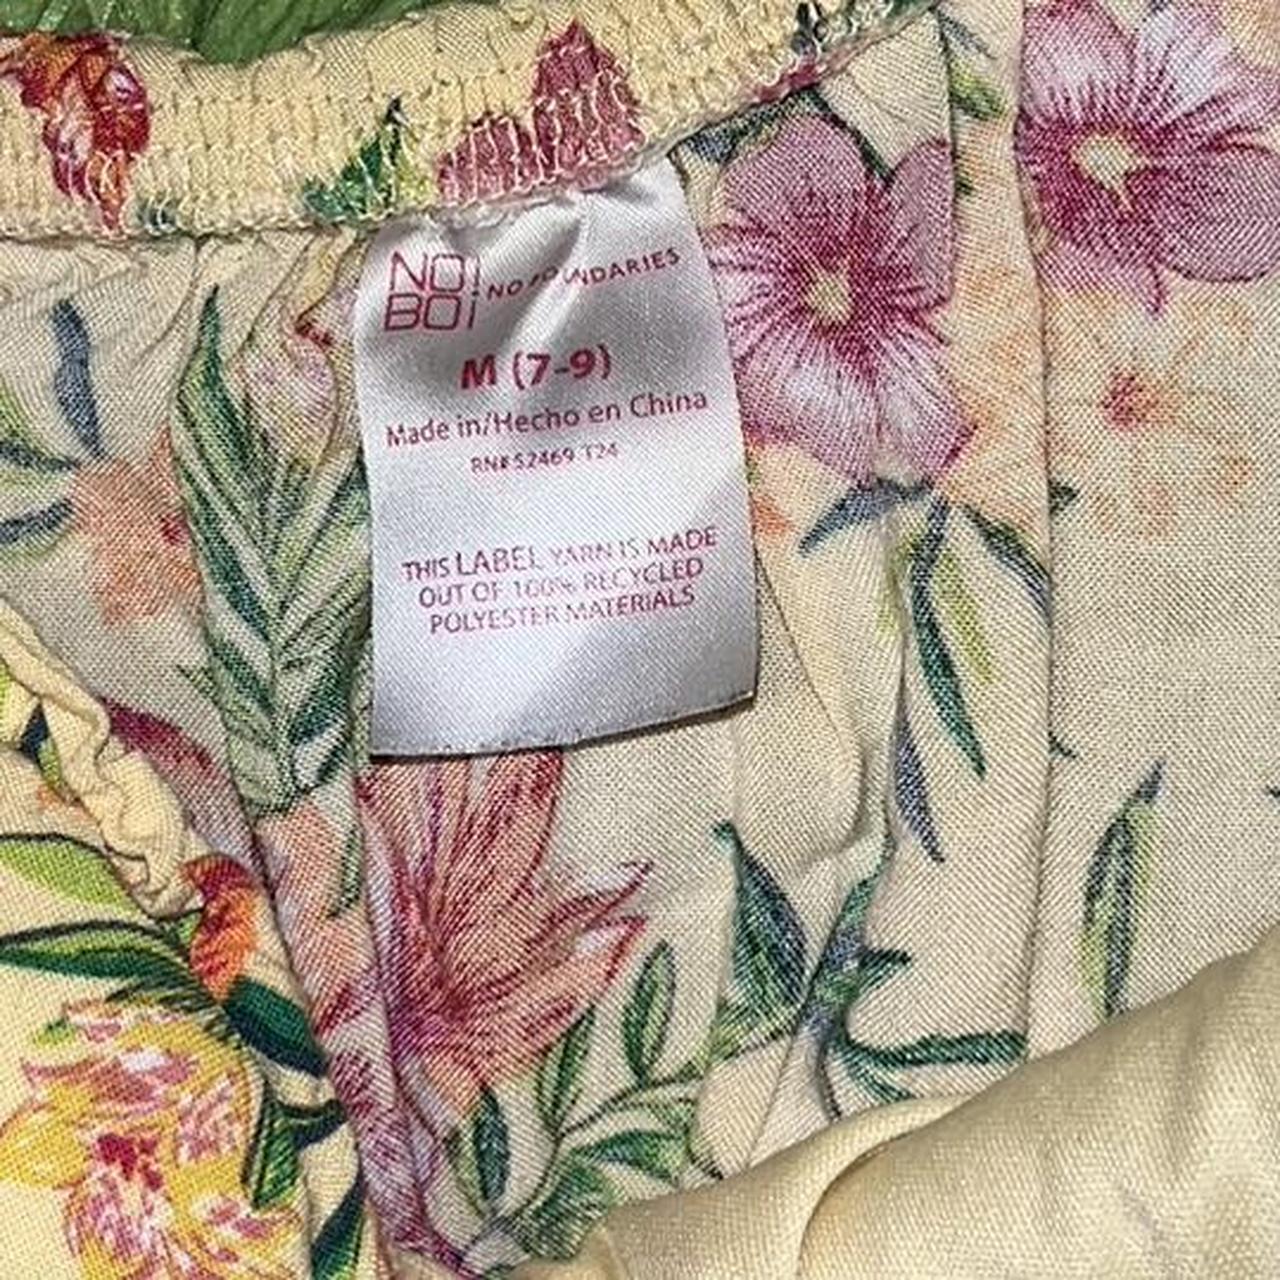 NO!
BO!
NO BOUNDARIES
M (7-9)
Made in/Hecho en China
RN# 52469 T24
THIS LABEL YARN IS MADE
OUT OF 100% RECYCLED
POLYESTER MATERIALS